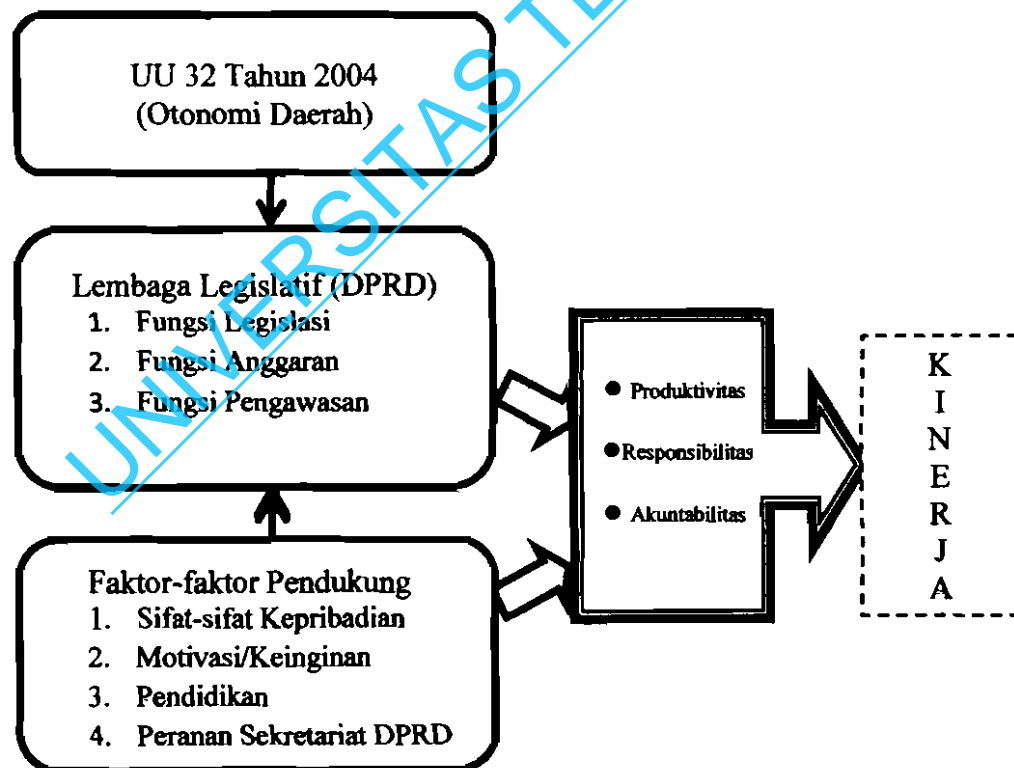 UU 32 Tahun 2004
(Otonomi Daerah)
Lembaga Legislatif (DPRD)
1. Fungsi Legislasi
2. Fungsi Anggaran
3. Fungsi Pengawasan
Faktor-faktor Pendukung
1. Sifat-sifat Kepribadian
2. Motivasi/Keinginan
3. Pendidikan
4. Peranan Sekretariat DPRD
● Produktivitas
● Responsibilitas
● Akuntabilitas
K
I
N
E
R
J
A
UNIVERSITAS